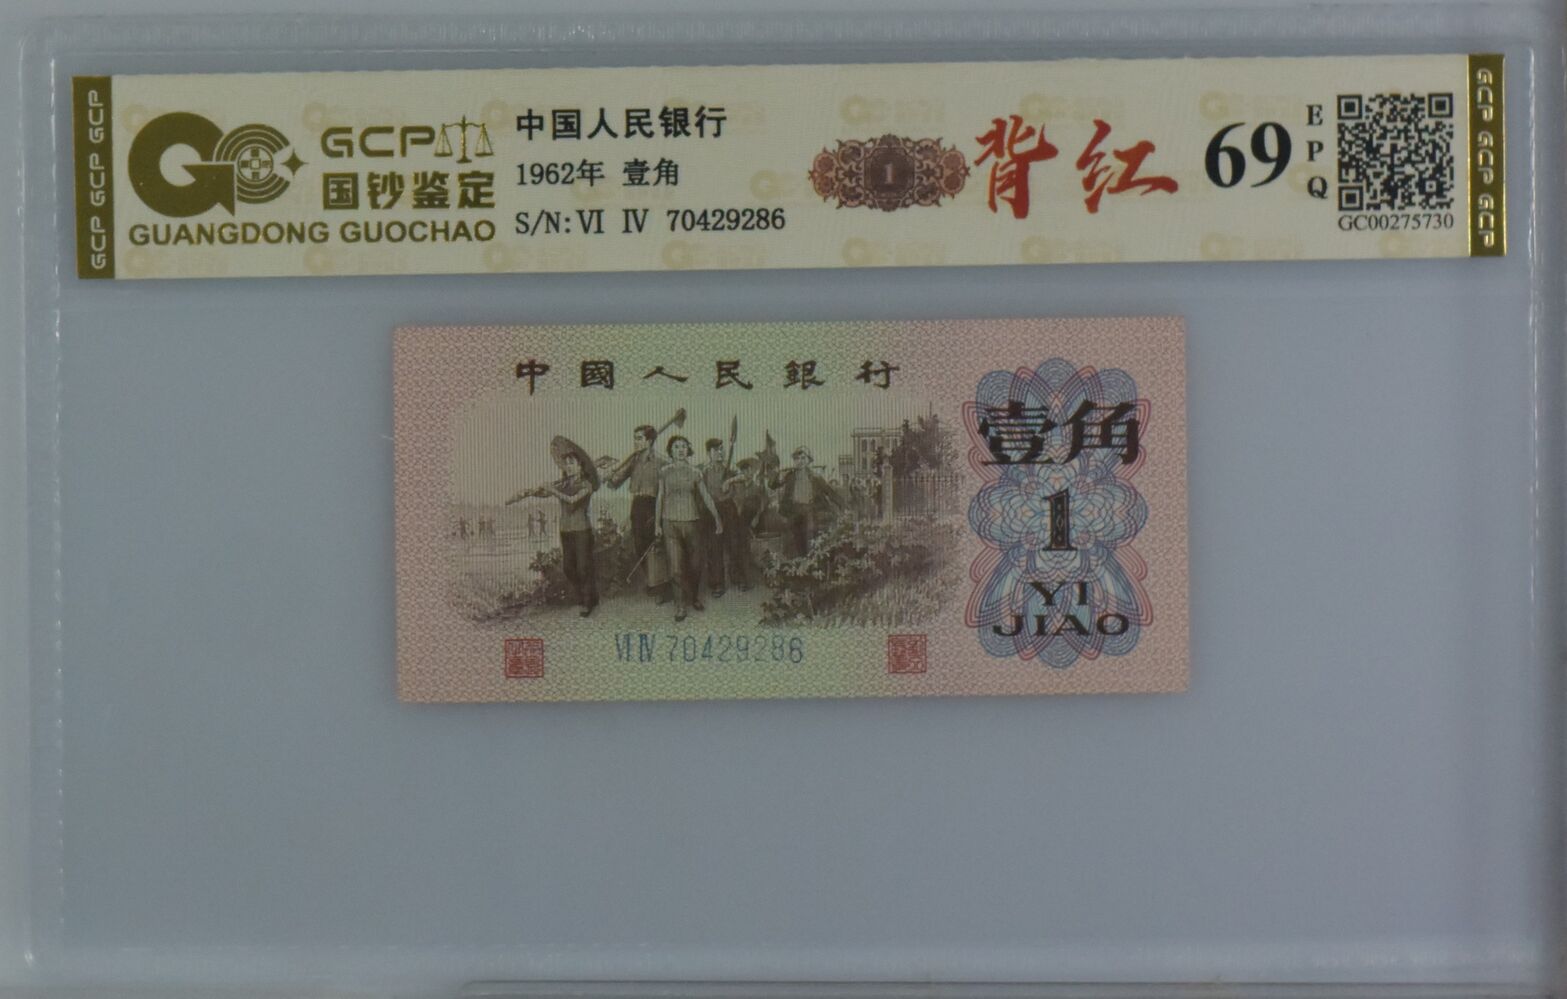 GCP GCP GCP
GCP
国钞鉴定
GUANGDONG GUOCHAO
中国人民银行
1962年 壹角
S/N: VI IV 70429286
1
背红
69
EPQ
GC00275730
GCP GCP GCP
中國人民銀行
壹角
1
YI
JIAO
VI IV 70429286